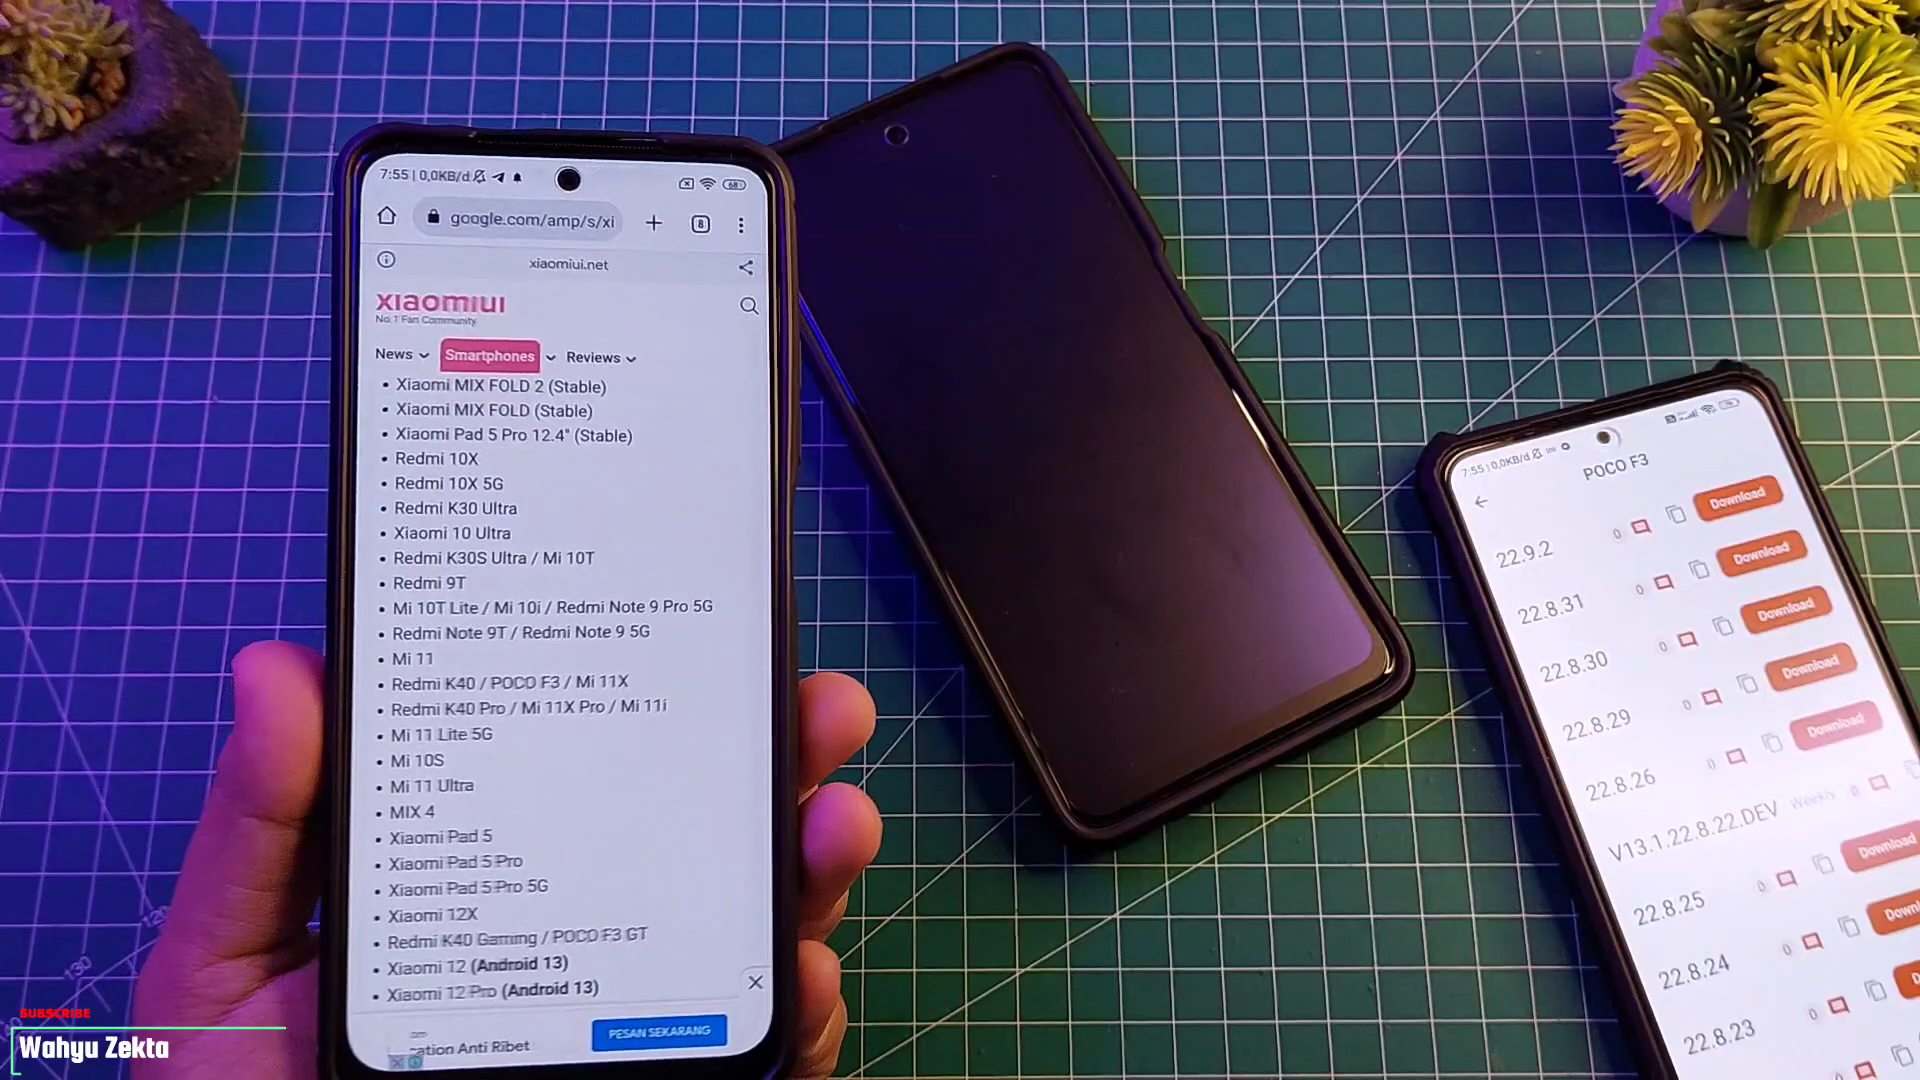 7:55 | 0,0KB/d
68
google.com/amp/s/xi
8
xiaomiui.net
xiaomiui
No.1 Fan Community
News Smartphones Reviews
• Xiaomi MIX FOLD 2 (Stable)
• Xiaomi MIX FOLD (Stable)
• Xiaomi Pad 5 Pro 12.4" (Stable)
• Redmi 10X
• Redmi 10X 5G
• Redmi K30 Ultra
• Xiaomi 10 Ultra
• Redmi K30S Ultra / Mi 10T
• Redmi 9T
• Mi 10T Lite / Mi 10i / Redmi Note 9 Pro 5G
• Redmi Note 9T / Redmi Note 9 5G
• Mi 11
• Redmi K40 / POCO F3 / Mi 11X
• Redmi K40 Pro / Mi 11X Pro / Mi 11i
• Mi 11 Lite 5G
• Mi 10S
• Mi 11 Ultra
• MIX 4
• Xiaomi Pad 5
• Xiaomi Pad 5 Pro
• Xiaomi Pad 5 Pro 5G
• Xiaomi 12X
• Redmi K40 Gaming / POCO F3 GT
• Xiaomi 12 (Android 13)
• Xiaomi 12 Pro (Android 13)
Anti Ribet
PESAN SEKARANG
7:55 | 0,0KB/d
POCO F3
22.9.2 0 Download
22.8.31 0 Download
22.8.30 0 Download
22.8.29 0 Download
22.8.26 0 Download
V13.1.22.8.22.DEV Weekly 0
22.8.25 0 Download
22.8.24 0 Downl
22.8.23 0 D
120
130
SUBSCRIBE
Wahyu Zekta